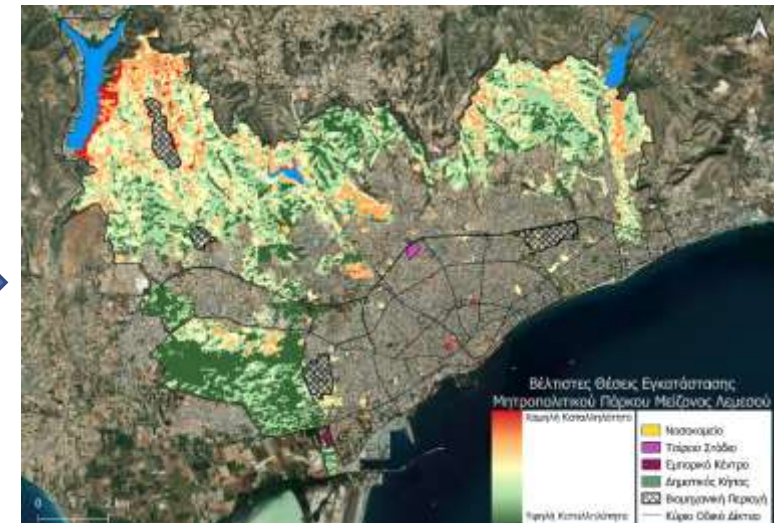 Βέλτιστες Θέσεις Εγκατάστασης
Μητροπολιτικού Πάρκου Μείζονος Λεμεσού
Χαμηλή Καταλληλότητα
Υψηλή Καταλληλότητα
Νοσοκομείο
Τσίρειο Στάδιο
Εμπορικό Κέντρο
Δημοτικός Κήπος
Βιομηχανική Περιοχή
Κύριο Οδικό Δίκτυο
0